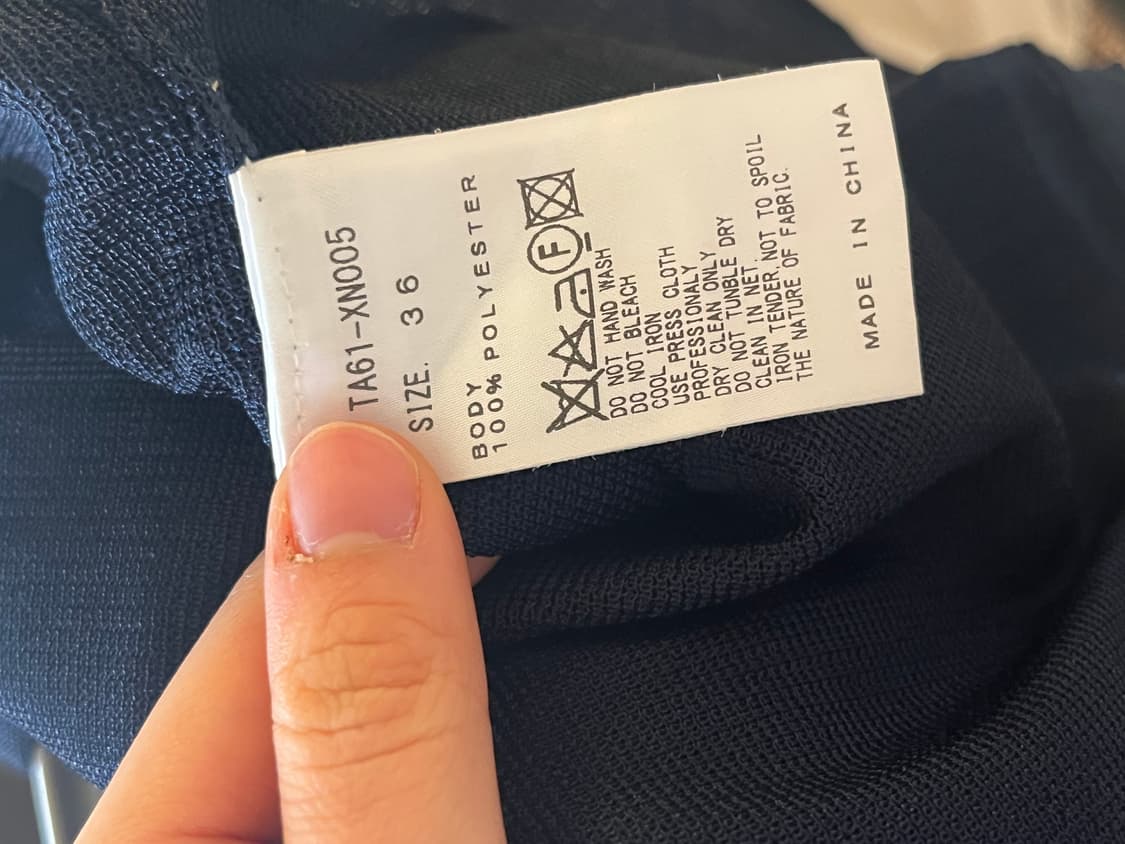 TA61-XN005
SIZE. 36
BODY
100% POLYESTER
F
DO NOT HAND WASH
DO NOT BLEACH
COOL IRON
USE PRESS CLOTH
PROFESSIONALY
DRY CLEAN ONLY
DO NOT TUNBLE DRY
CLEAN IN NET
IRON TENDER,NOT TO SPOIL
THE NATURE OF FABRIC.
MADE IN CHINA